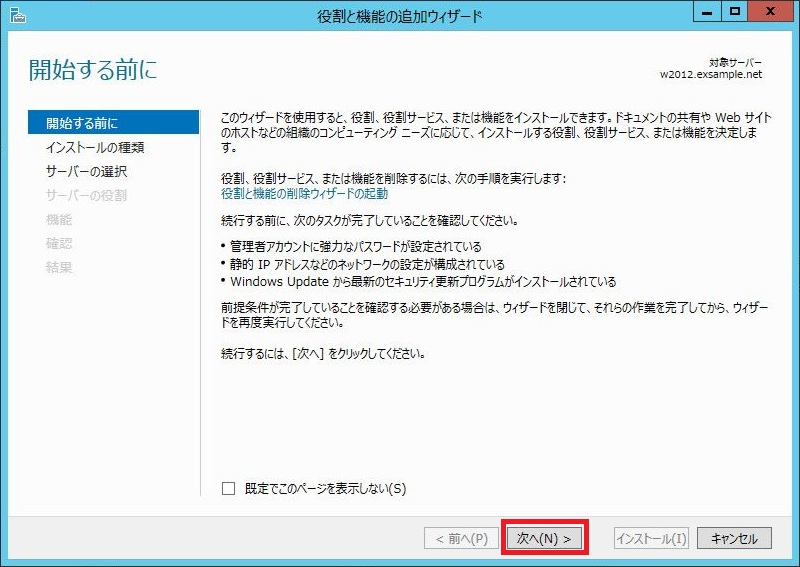 役割と機能の追加ウィザード
開始する前に
対象サーバー
w2012.exsample.net
開始する前に
インストールの種類
サーバーの選択
サーバーの役割
機能
確認
結果
このウィザードを使用すると、役割、役割サービス、または機能をインストールできます。ドキュメントの共有や Web サイト
のホストなどの組織のコンピューティング ニーズに応じて、インストールする役割、役割サービス、または機能を決定しま
す。
役割、役割サービス、または機能を削除するには、次の手順を実行します:
役割と機能の削除ウィザードの起動
続行する前に、次のタスクが完了していることを確認してください。
• 管理者アカウントに強力なパスワードが設定されている
• 静的 IP アドレスなどのネットワークの設定が構成されている
• Windows Update から最新のセキュリティ更新プログラムがインストールされている
前提条件が完了していることを確認する必要がある場合は、ウィザードを閉じて、それらの作業を完了してから、ウィザー
ドを再度実行してください。
続行するには、[次へ] をクリックしてください。
既定でこのページを表示しない(S)
< 前へ(P)
次へ(N) >
インストール(I)
キャンセル